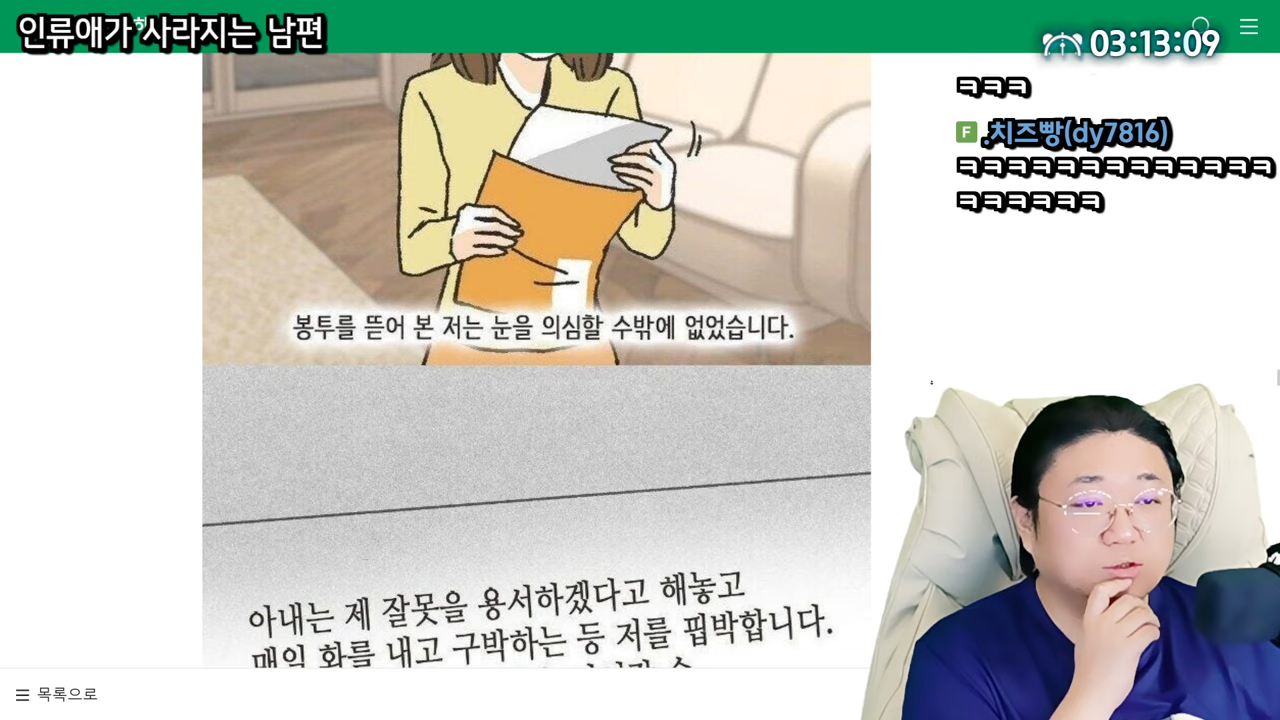 인류애가 사라지는 남편
03:13:09
ㅋㅋㅋ
F .치즈빵(dy7816)
ㅋㅋㅋㅋㅋㅋㅋㅋㅋㅋㅋㅋㅋ
ㅋㅋㅋㅋㅋㅋ
봉투를 뜯어 본 저는 눈을 의심할 수밖에 없었습니다.
아내는 제 잘못을 용서하겠다고 해놓고
매일 화를 내고 구박하는 등 저를 핍박합니다.
목록으로